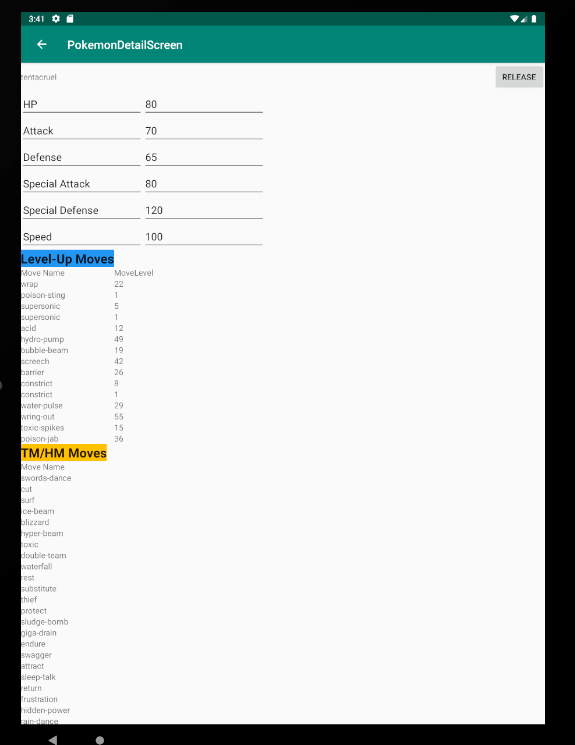 3:41
PokemonDetailScreen
tentacruel RELEASE
HP 80
Attack 70
Defense 65
Special Attack 80
Special Defense 120
Speed 100
Level-Up Moves
Move Name MoveLevel
wrap 22
poison-sting 1
supersonic 5
supersonic 1
acid 12
hydro-pump 49
bubble-beam 19
screech 42
barrier 26
constrict 8
constrict 1
water-pulse 29
wring-out 55
toxic-spikes 15
poison-jab 36
TM/HM Moves
Move Name
swords-dance
cut
surf
ice-beam
blizzard
hyper-beam
toxic
double-team
waterfall
rest
substitute
thief
protect
sludge-bomb
giga-drain
endure
swagger
attract
sleep-talk
return
frustration
hidden-power
rain-dance